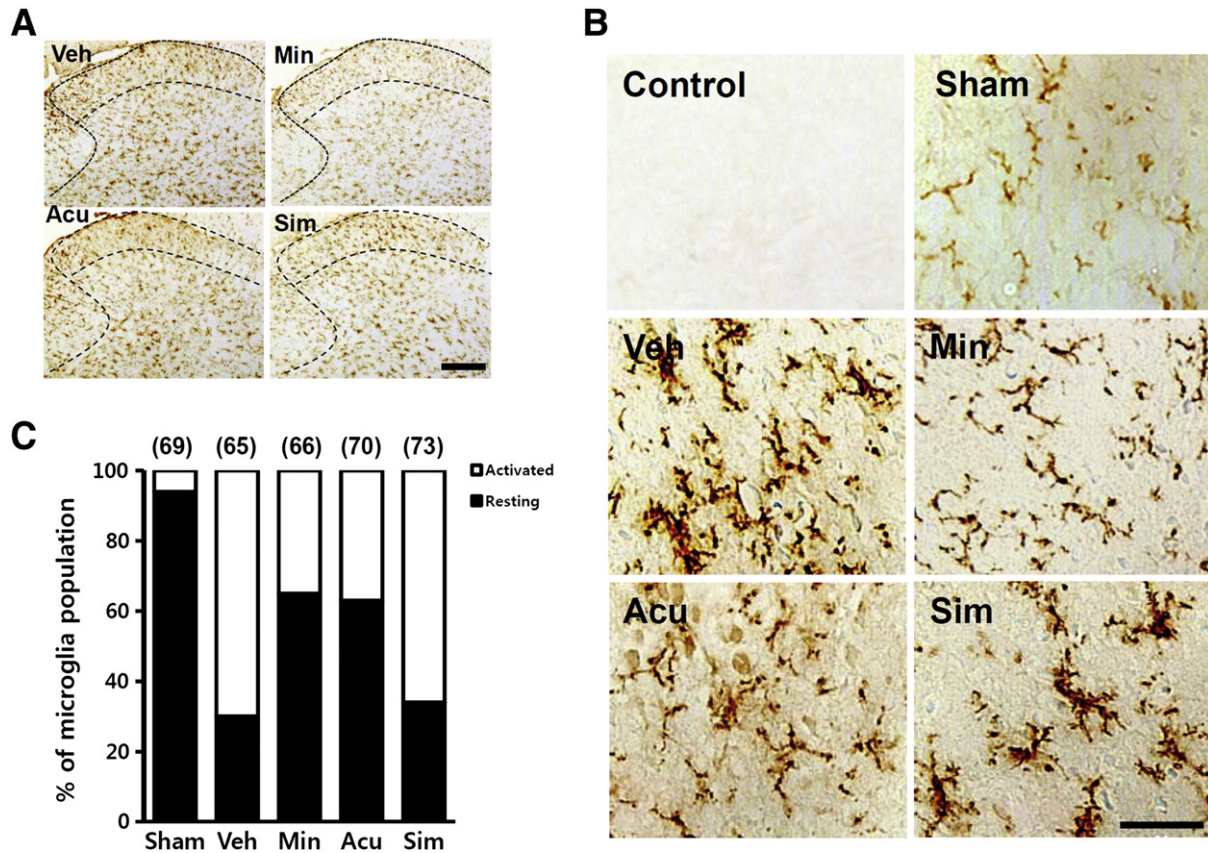 A
Veh
Min
Acu
Sim
B
Control
Sham
Veh
Min
Acu
Sim
C
(69) (65) (66) (70) (73)
100
80
60
40
20
0
% of microglia population
Activated
Resting
Sham Veh Min Acu Sim